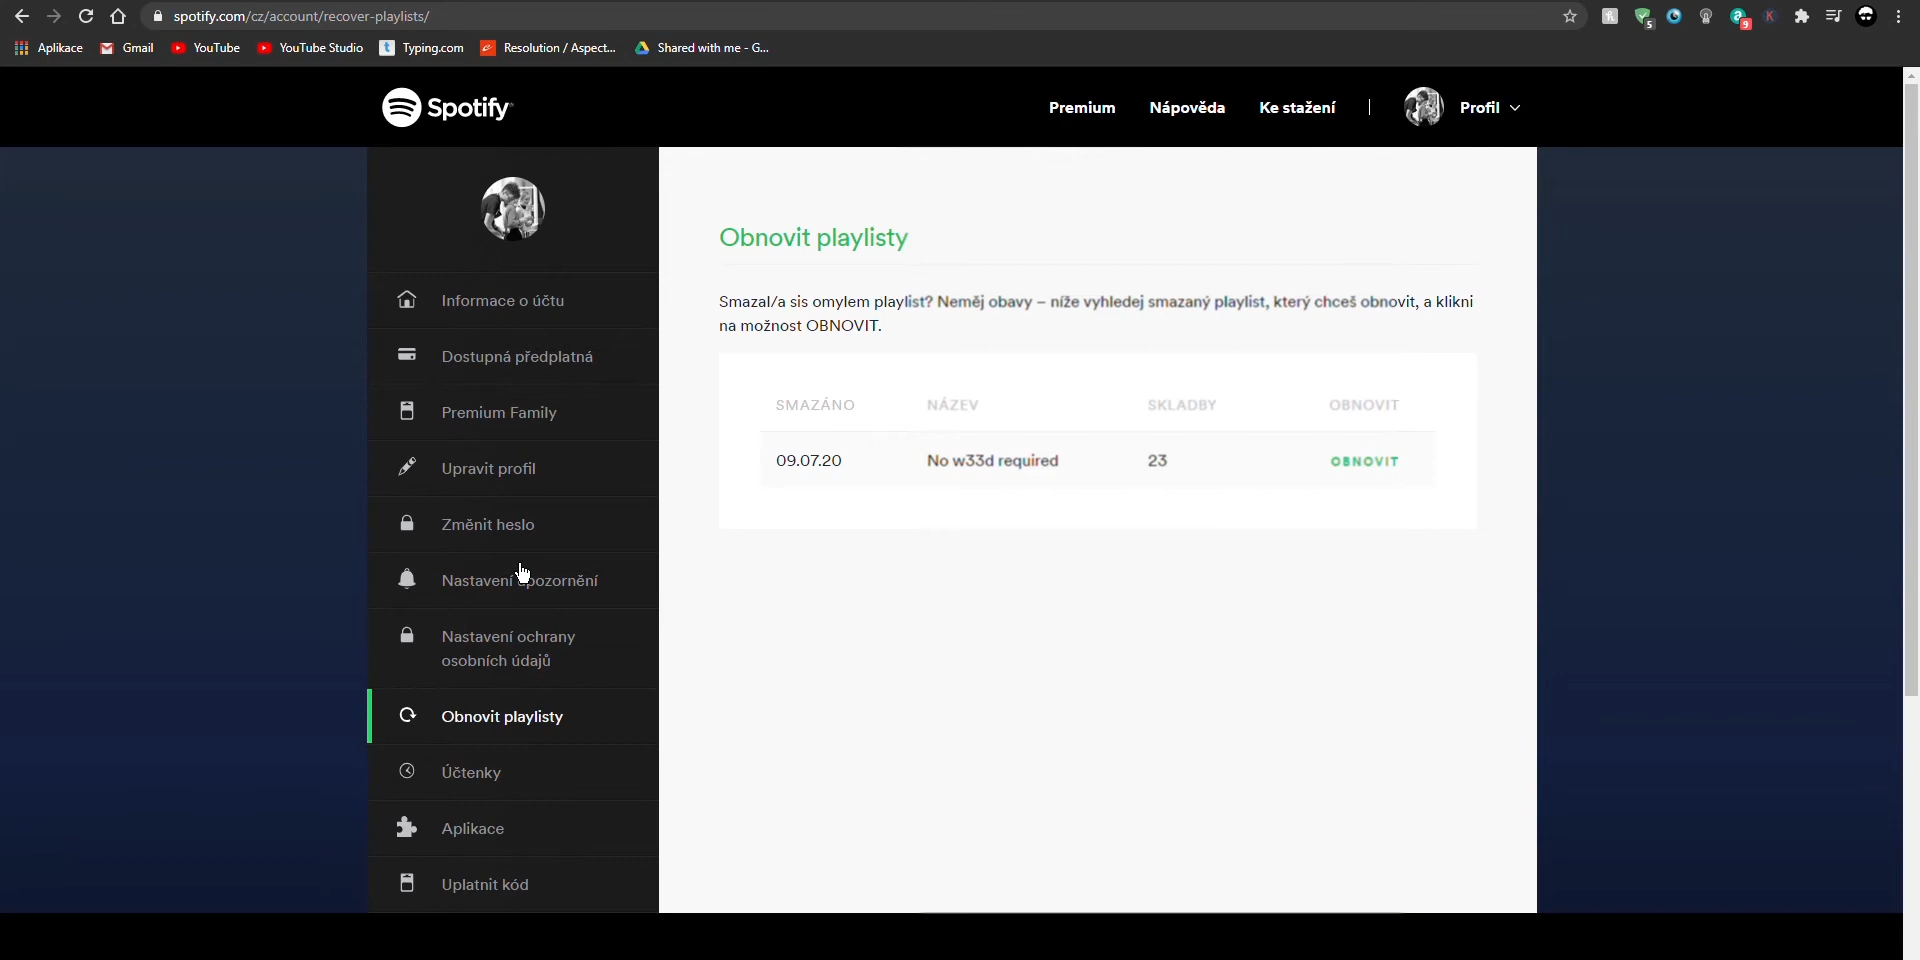 spotify.com/cz/account/recover-playlists/
5
a
9
K
Aplikace
Gmail
YouTube
YouTube Studio
t
Typing.com
Resolution / Aspect...
Shared with me - G...
Spotify
Premium
Nápověda
Ke stažení
Profil
Informace o účtu
Dostupná předplatná
Premium Family
Upravit profil
Změnit heslo
Nastavení upozornění
Nastavení ochrany
osobních údajů
Obnovit playlisty
Účtenky
Aplikace
Uplatnit kód
Obnovit playlisty
Smazal/a sis omylem playlist? Neměj obavy – níže vyhledej smazaný playlist, který chceš obnovit, a klikni
na možnost OBNOVIT.
SMAZÁNO NÁZEV SKLADBY OBNOVIT
09.07.20 No w33d required 23 OBNOVIT